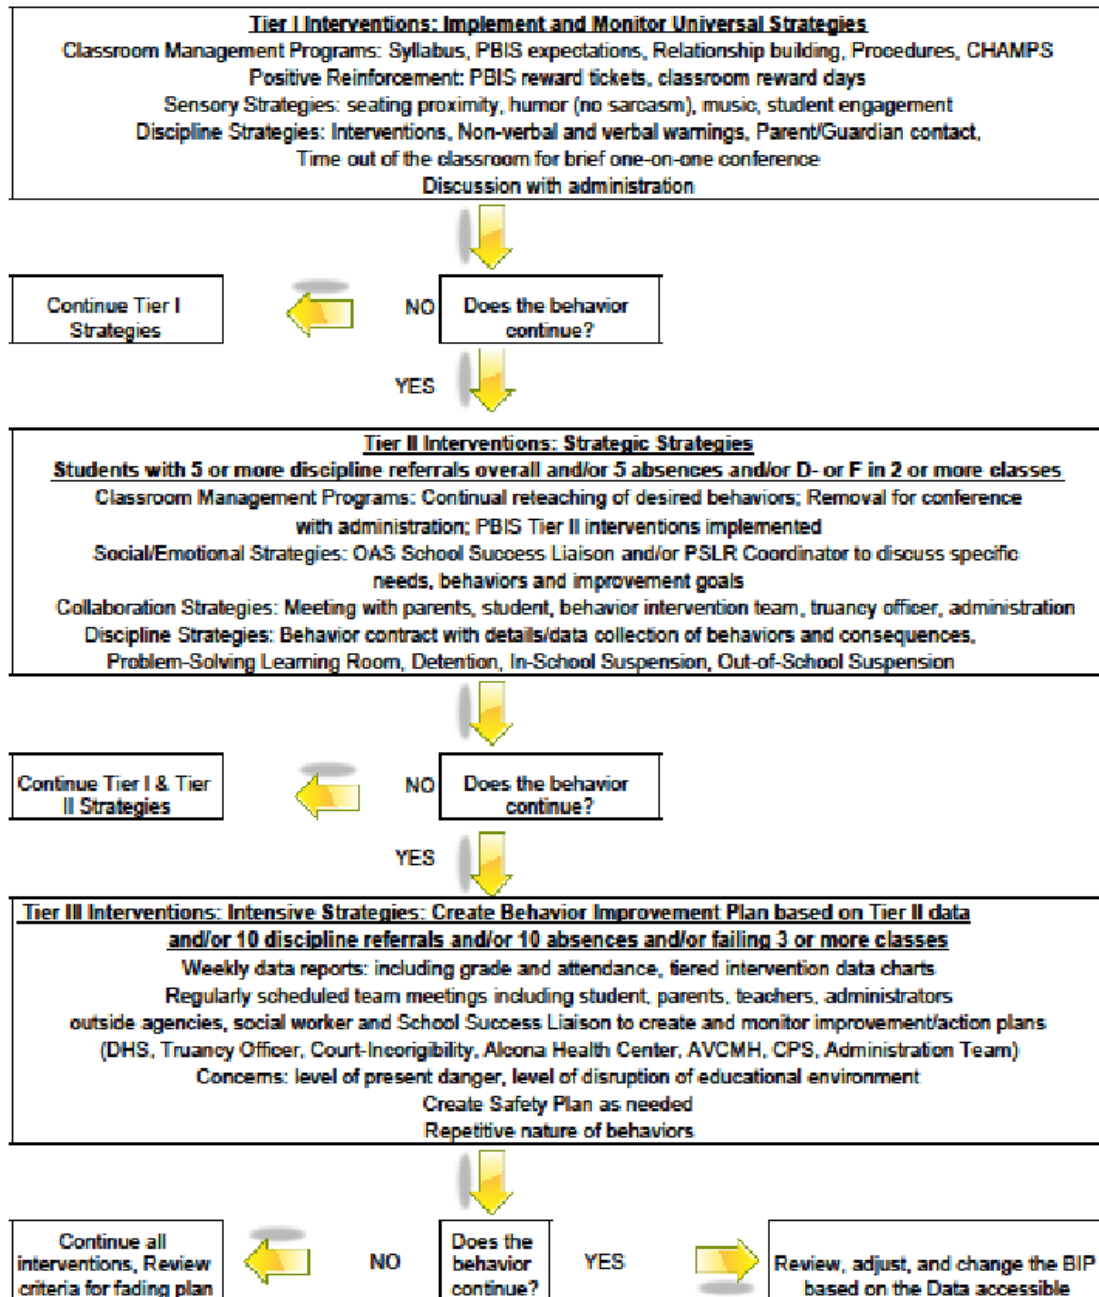 Tier I Interventions: Implement and Monitor Universal Strategies
Classroom Management Programs: Syllabus, PBIS expectations, Relationship building, Procedures, CHAMPS
Positive Reinforcement: PBIS reward tickets, classroom reward days
Sensory Strategies: seating proximity, humor (no sarcasm), music, student engagement
Discipline Strategies: Interventions, Non-verbal and verbal warnings, Parent/Guardian contact,
Time out of the classroom for brief one-on-one conference
Discussion with administration
Continue Tier I
Strategies
NO
Does the behavior
continue?
YES
Tier II Interventions: Strategic Strategies
Students with 5 or more discipline referrals overall and/or 5 absences and/or D- or F in 2 or more classes
Classroom Management Programs: Continual reteaching of desired behaviors; Removal for conference
with administration; PBIS Tier II interventions implemented
Social/Emotional Strategies: OAS School Success Liaison and/or PSLR Coordinator to discuss specific
needs, behaviors and improvement goals
Collaboration Strategies: Meeting with parents, student, behavior intervention team, truancy officer, administration
Discipline Strategies: Behavior contract with details/data collection of behaviors and consequences,
Problem-Solving Learning Room, Detention, In-School Suspension, Out-of-School Suspension
Continue Tier I & Tier
II Strategies
NO
Does the behavior
continue?
YES
Tier III Interventions: Intensive Strategies: Create Behavior Improvement Plan based on Tier II data
and/or 10 discipline referrals and/or 10 absences and/or failing 3 or more classes
Weekly data reports: including grade and attendance, tiered intervention data charts
Regularly scheduled team meetings including student, parents, teachers, administrators
outside agencies, social worker and School Success Liaison to create and monitor improvement/action plans
(DHS, Truancy Officer, Court-Incorigibility, Alcona Health Center, AVCMH, CPS, Administration Team)
Concerns: level of present danger, level of disruption of educational environment
Create Safety Plan as needed
Repetitive nature of behaviors
Continue all
interventions, Review
criteria for fading plan
NO
Does the
behavior
continue?
YES
Review, adjust, and change the BIP
based on the Data accessible